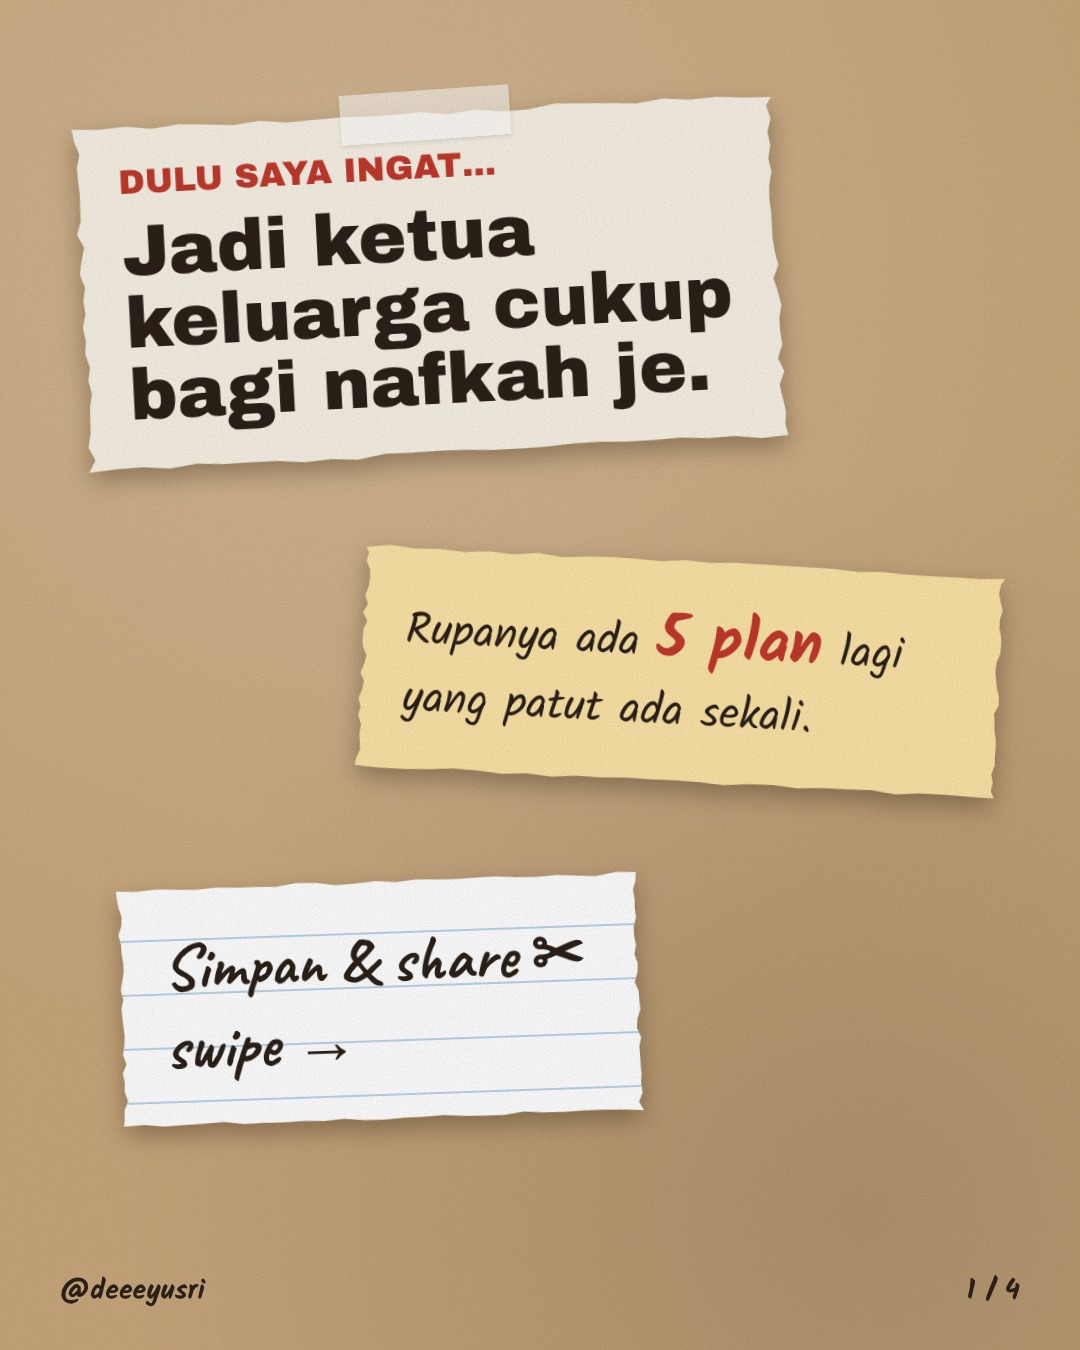 DULU SAYA INGAT...
Jadi ketua
keluarga cukup
bagi nafkah je.
Rupanya ada 5 plan lagi
yang patut ada sekali.
Simpan & share ✂
swipe →
@deeeyusri
1 / 4